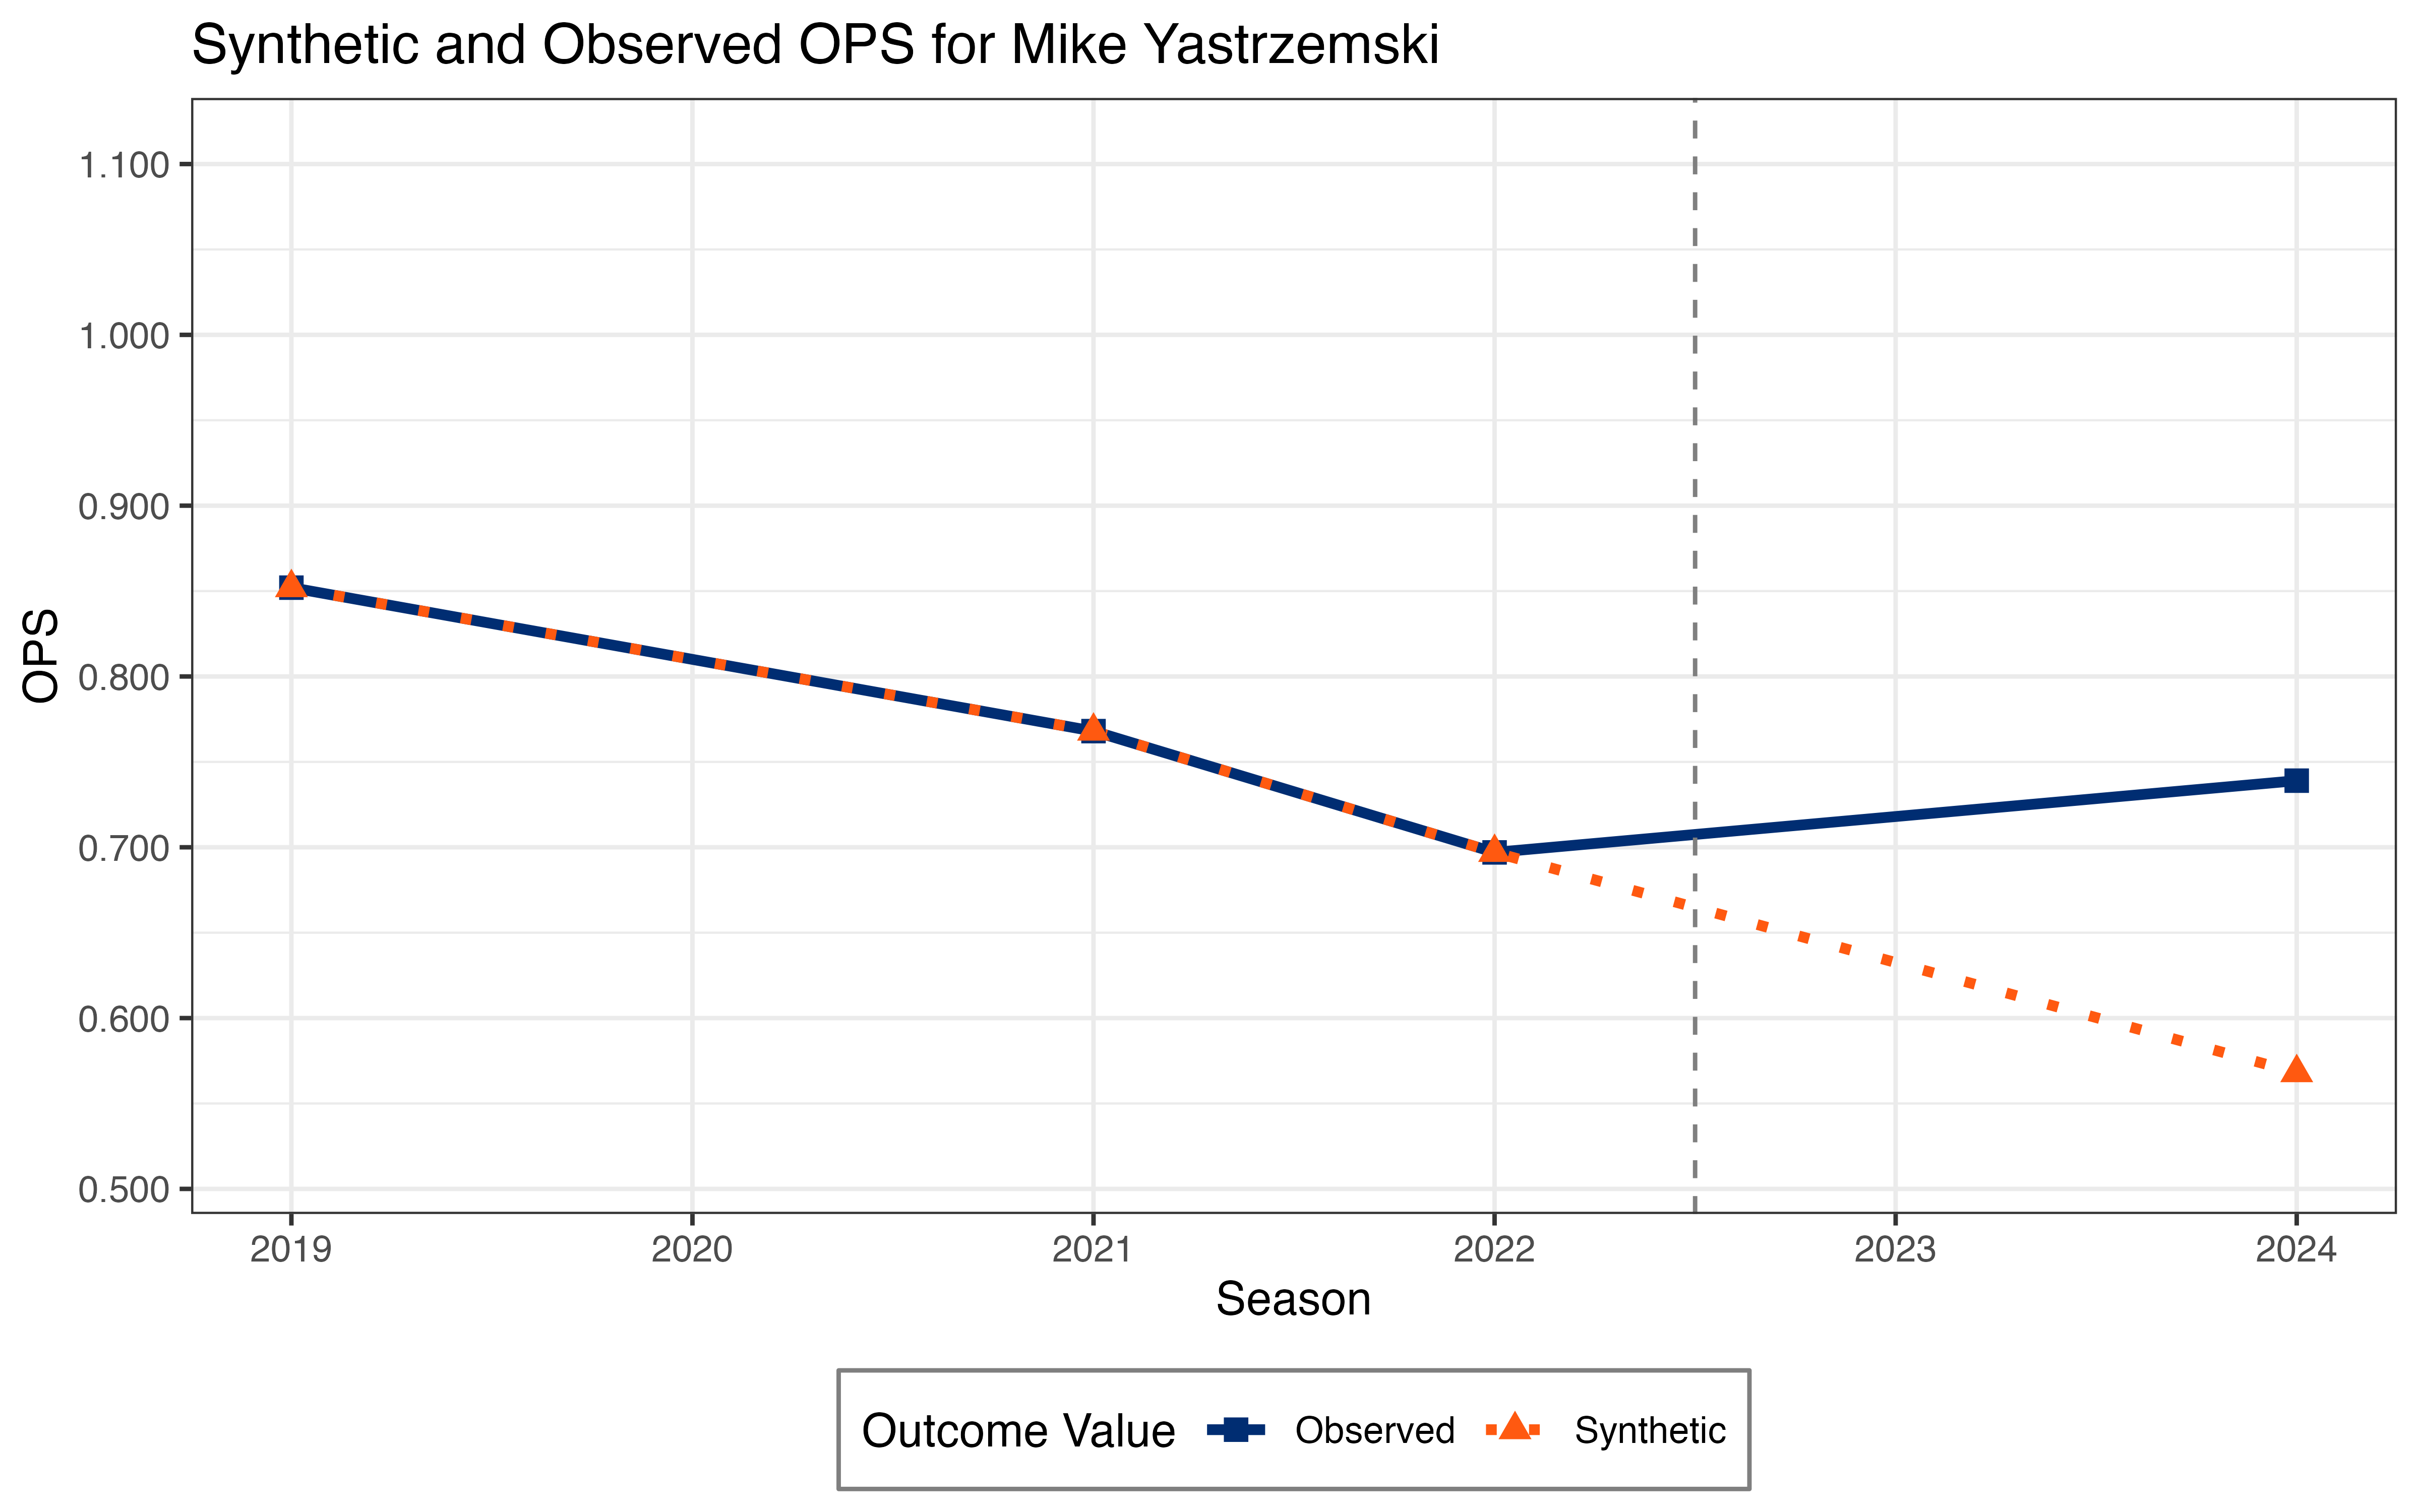 Synthetic and Observed OPS for Mike Yastrzemski
1.100
1.000
0.900
0.800
0.700
0.600
0.500
OPS
2019 2020 2021 2022 2023 2024
Season
Outcome Value Observed Synthetic